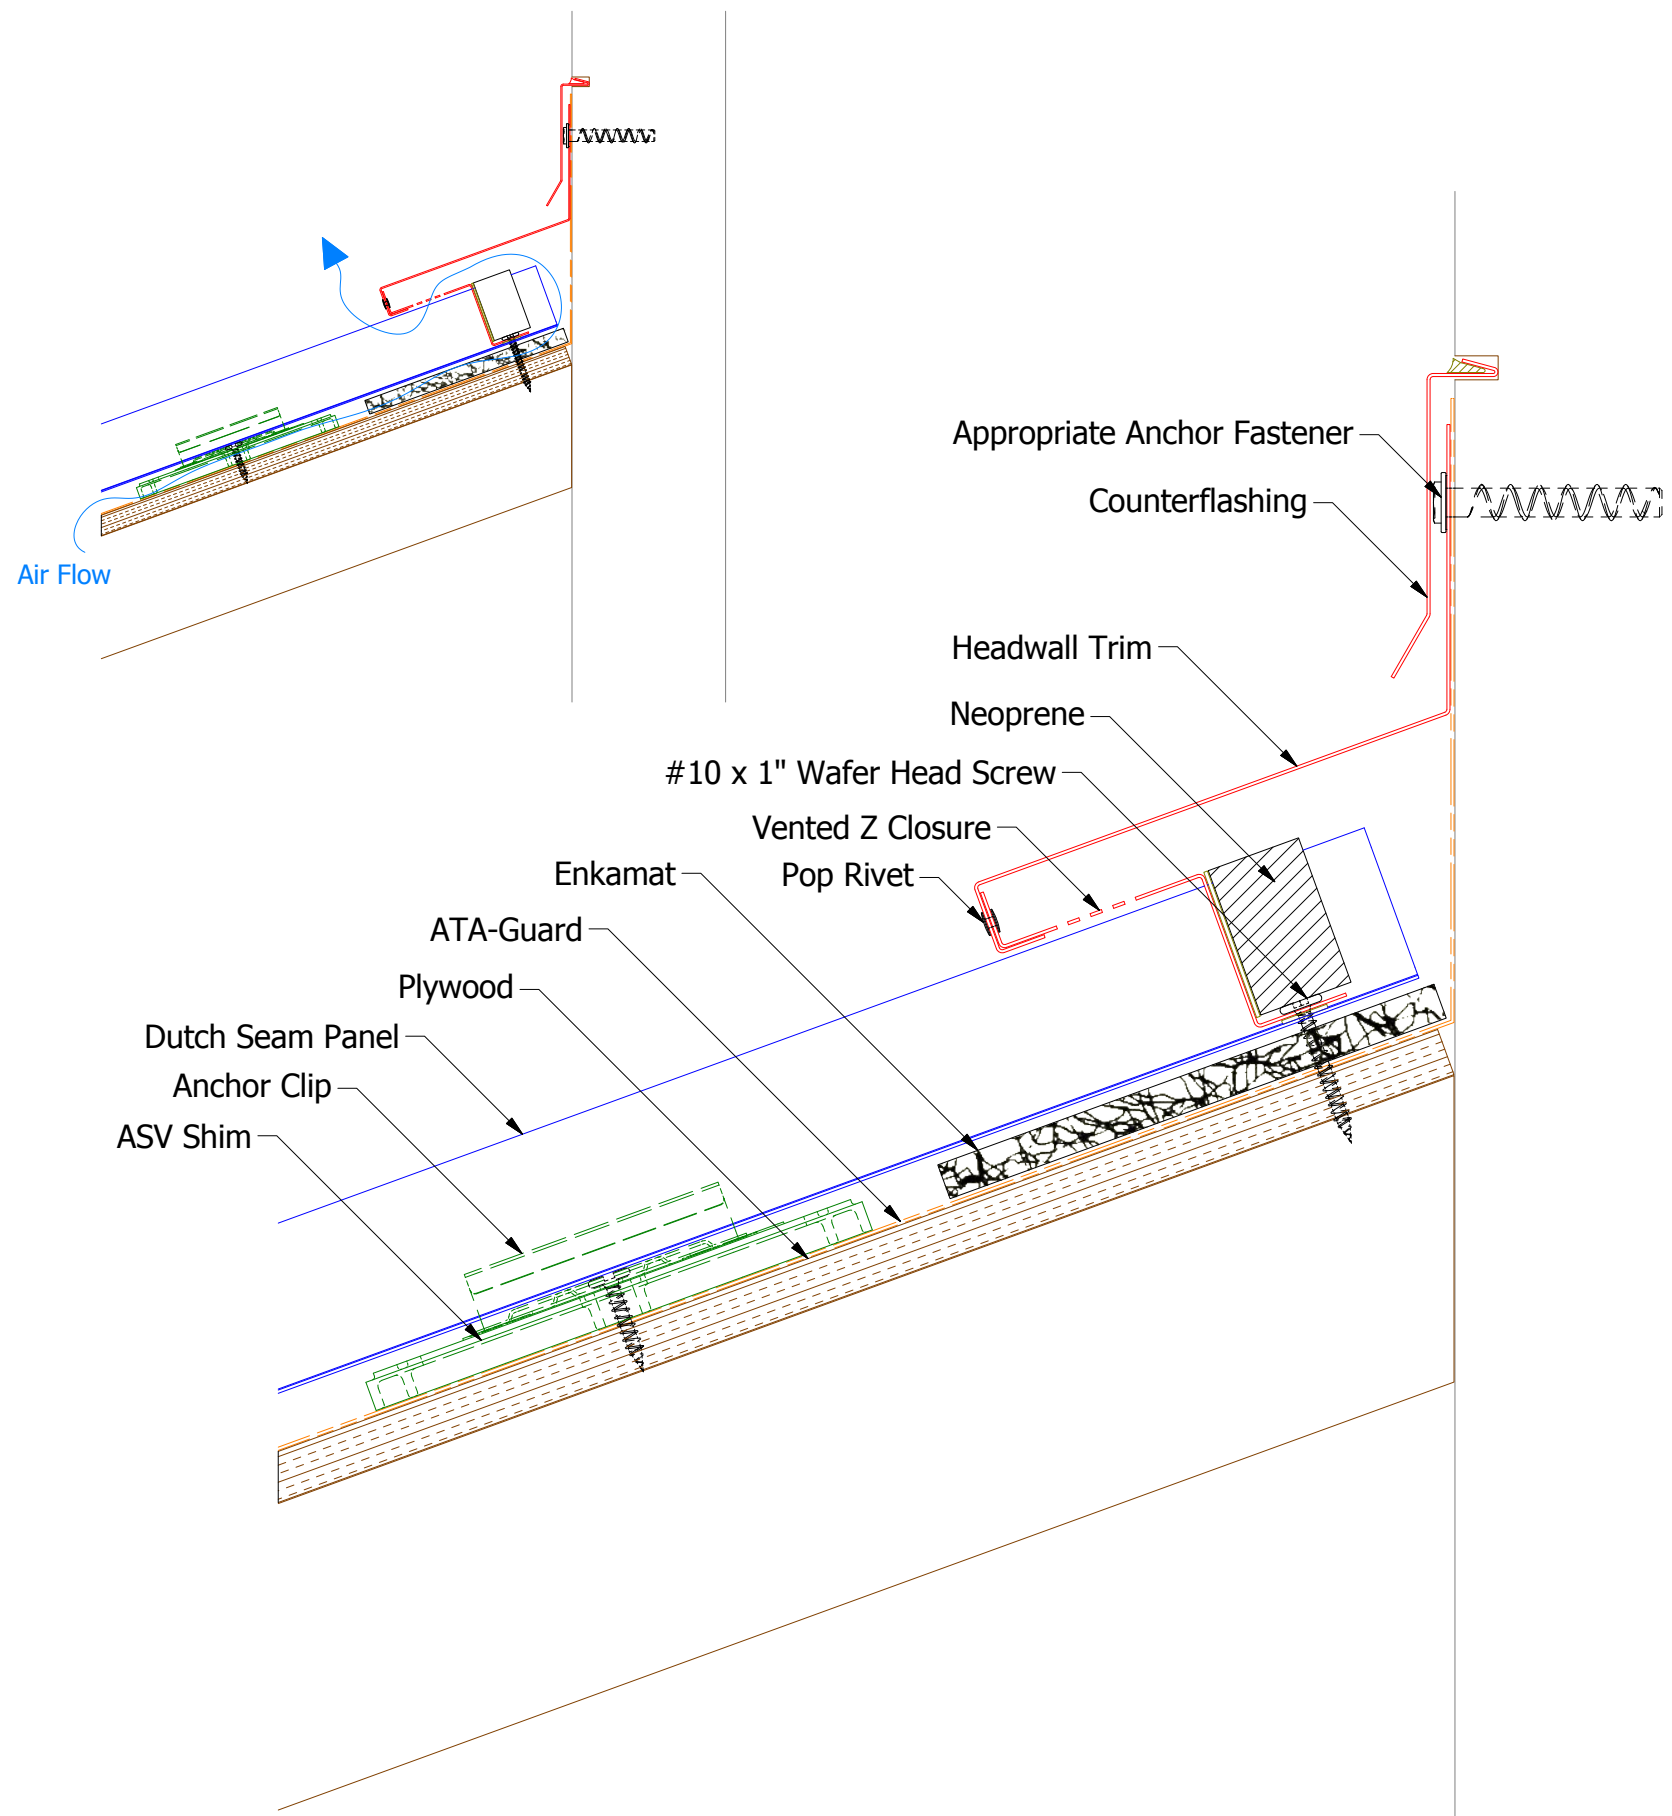 Air Flow
Appropriate Anchor Fastener
Counterflashing
Headwall Trim
Neoprene
#10 x 1" Wafer Head Screw
Vented Z Closure
Pop Rivet
Enkamat
ATA-Guard
Plywood
Dutch Seam Panel
Anchor Clip
ASV Shim